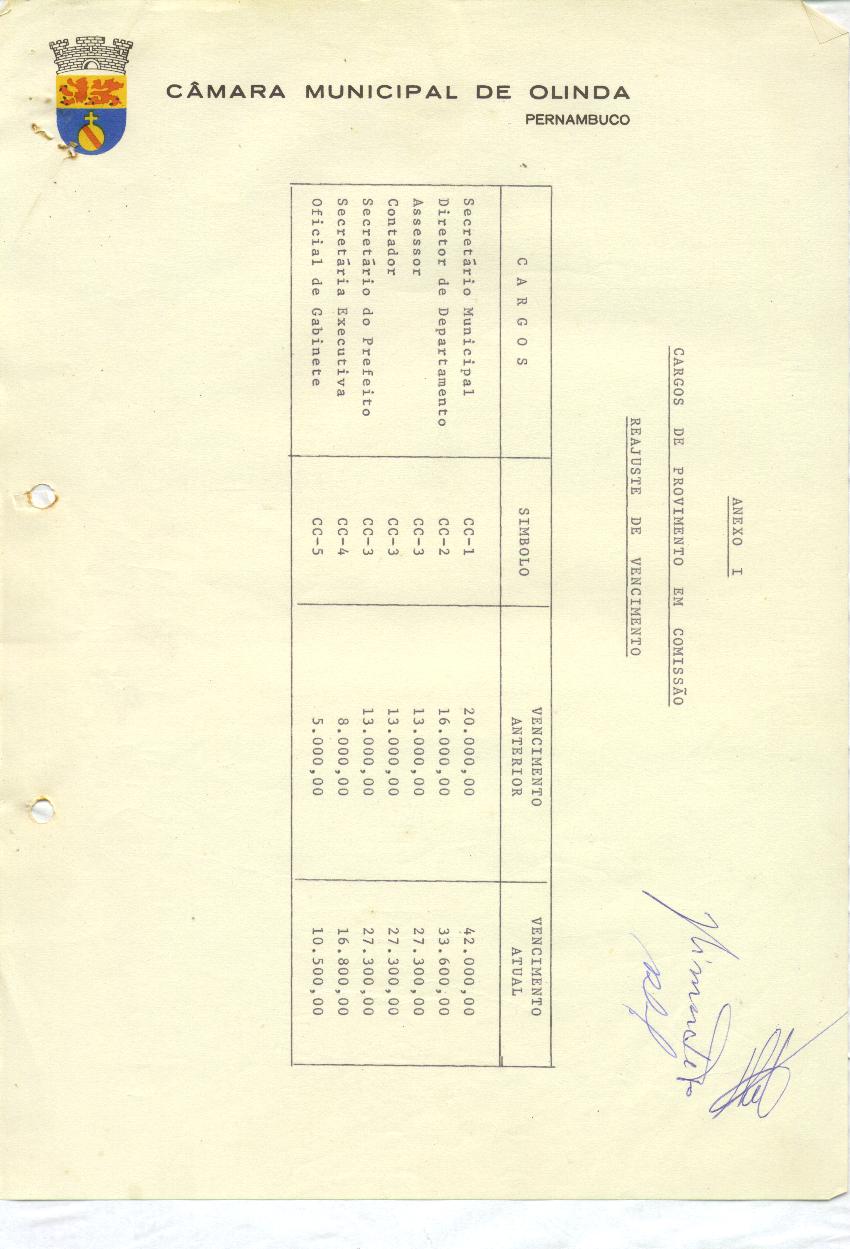 CÂMARA MUNICIPAL DE OLINDA
PERNAMBUCO
ANEXO I
CARGOS DE PROVIMENTO EM COMISSÃO
REAJUSTE DE VENCIMENTO
CARGOS SIMBOLO VENCIMENTO ANTERIOR VENCIMENTO ATUAL
Secretário Municipal CC-1 20.000,00 42.000,00
Diretor de Departamento CC-2 16.000,00 33.600,00
Assessor CC-3 13.000,00 27.300,00
Contador CC-3 13.000,00 27.300,00
Secretário do Prefeito CC-3 13.000,00 27.300,00
Secretária Executiva CC-4 8.000,00 16.800,00
Oficial de Gabinete CC-5 5.000,00 10.500,00